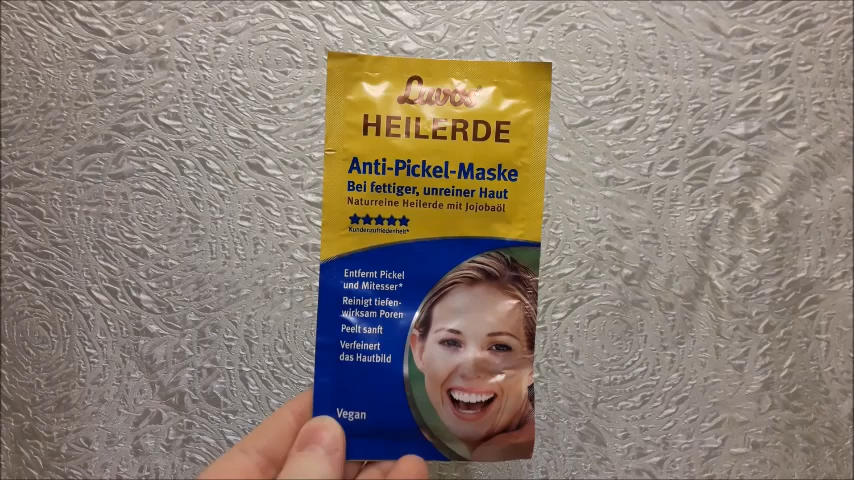 Luvos
HEILERDE
Anti-Pickel-Maske
Bei fettiger, unreiner Haut
Naturreine Heilerde mit Jojobaöl
Kundenzufriedenheit*
Entfernt Pickel
und Mitesser*
Reinigt tiefen-
wirksam Poren
Peelt sanft
Verfeinert
das Hautbild
Vegan